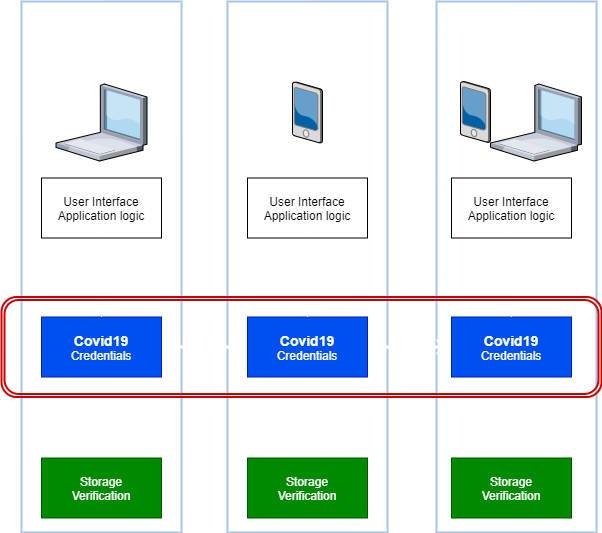 User Interface
Application logic
User Interface
Application logic
User Interface
Application logic
Covid19
Credentials
Covid19
Credentials
Covid19
Credentials
Storage
Verification
Storage
Verification
Storage
Verification